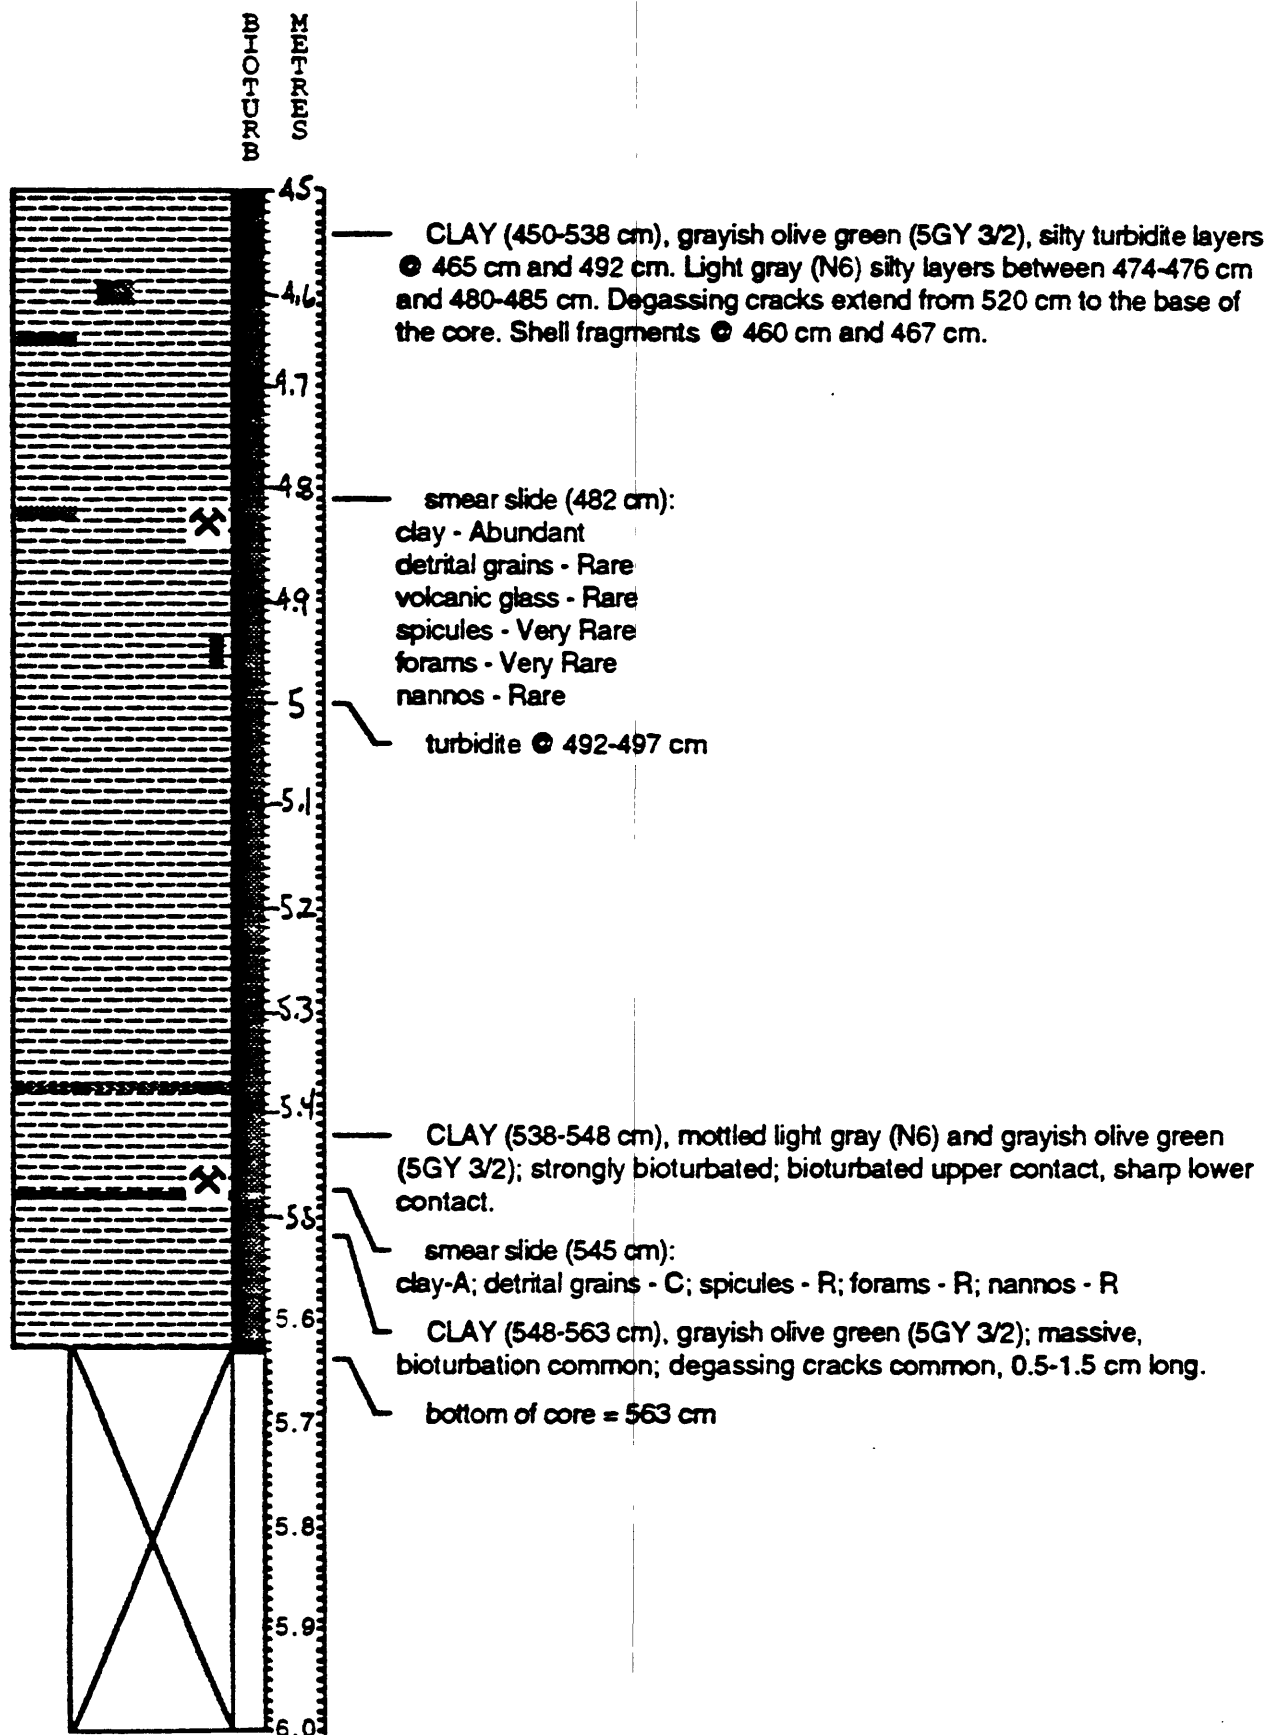 BIOTURB
METRES
4.5
4.6
4.7
4.8
4.9
5
5.1
5.2
5.3
5.4
5.5
5.6
5.7
5.8
5.9
6.0
CLAY (450-538 cm), grayish olive green (5GY 3/2), silty turbidite layers
@ 465 cm and 492 cm. Light gray (N6) silty layers between 474-476 cm
and 480-485 cm. Degassing cracks extend from 520 cm to the base of
the core. Shell fragments @ 460 cm and 467 cm.
smear slide (482 cm):
clay - Abundant
detrital grains - Rare
volcanic glass - Rare
spicules - Very Rare
forams - Very Rare
nannos - Rare
turbidite @ 492-497 cm
CLAY (538-548 cm), mottled light gray (N6) and grayish olive green
(5GY 3/2); strongly bioturbated; bioturbated upper contact, sharp lower
contact.
smear slide (545 cm):
clay-A; detrital grains - C; spicules - R; forams - R; nannos - R
CLAY (548-563 cm), grayish olive green (5GY 3/2); massive,
bioturbation common; degassing cracks common, 0.5-1.5 cm long.
bottom of core = 563 cm